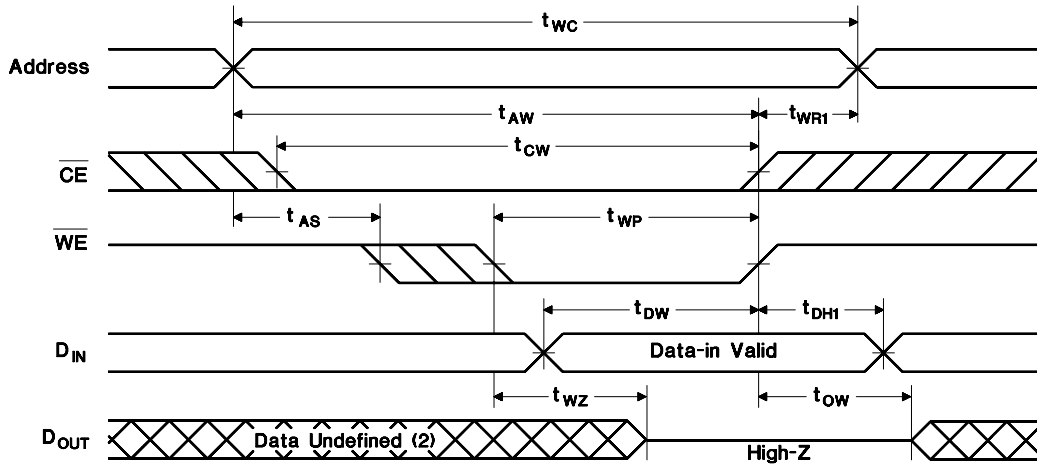 tWC
Address
tAW
tWR1
tCW
CE
tAS
tWP
WE
tDW
tDH1
DIN
Data-in Valid
tWZ
tOW
DOUT
Data Undefined (2)
High-Z